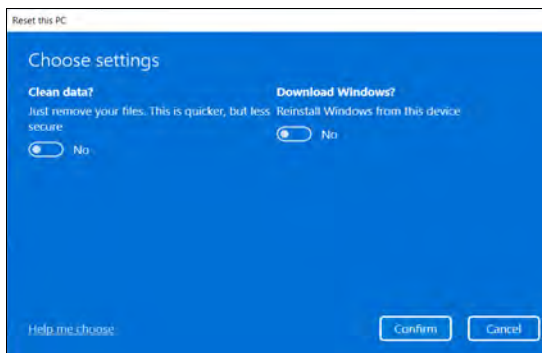 Reset this PC
Choose settings
Clean data?
Just remove your files. This is quicker, but less
secure
No
Download Windows?
Reinstall Windows from this device
No
Help me choose
Confirm
Cancel